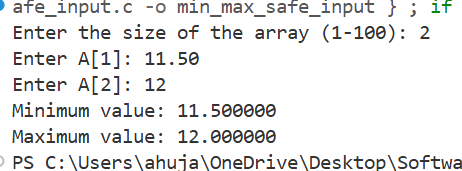 afe_input.c -o min_max_safe_input } ; if
Enter the size of the array (1-100): 2
Enter A[1]: 11.50
Enter A[2]: 12
Minimum value: 11.500000
Maximum value: 12.000000
PS C:\Users\ahuja\OneDrive\Desktop\Softwa